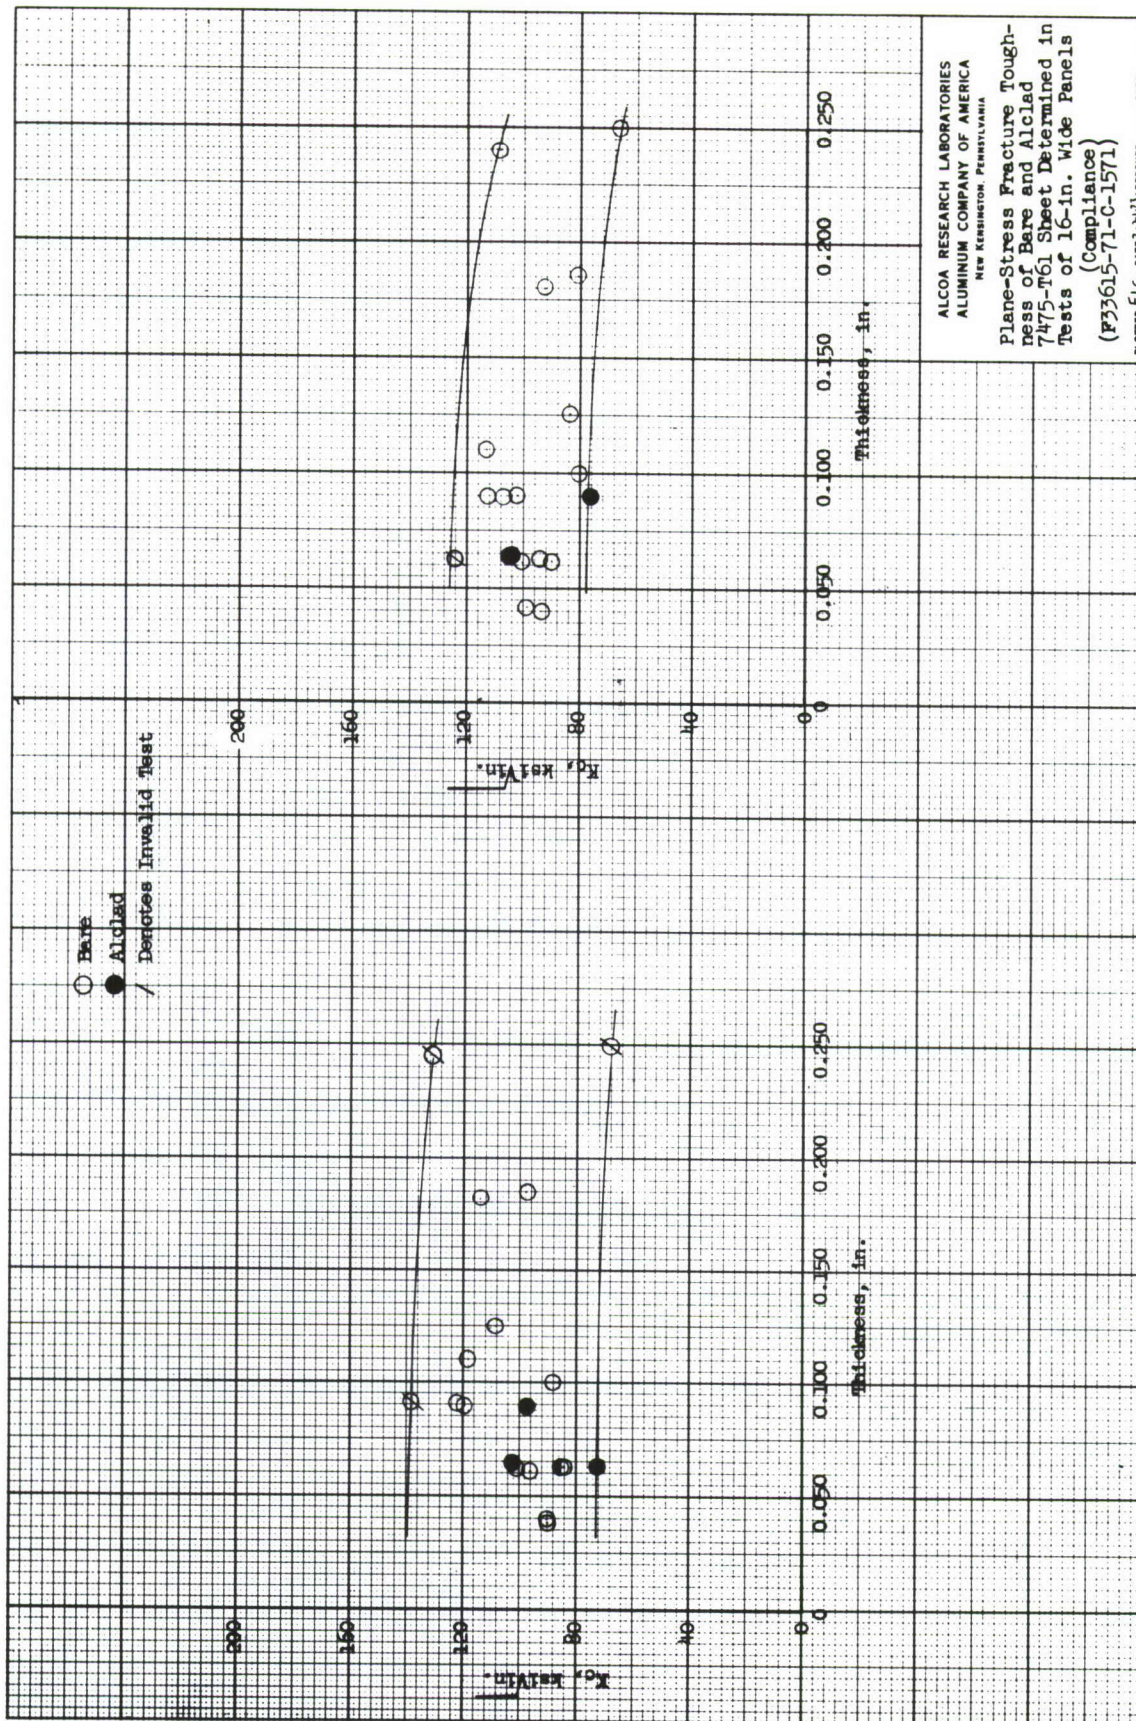 ○ Bare
● Alclad
/ Denotes Invalid Test
200
160
120
80
40
0
Kc, ksi√in.
0
0.050
0.100
0.150
0.200
0.250
Thickness, in.
200
160
120
80
40
0
Kc, ksi√in.
0
0.050
0.100
0.150
0.200
0.250
Thickness, in.
ALCOA RESEARCH LABORATORIES
ALUMINUM COMPANY OF AMERICA
NEW KENSINGTON, PENNSYLVANIA
Plane-Stress Fracture Tough-
ness of Bare and Alclad
7475-T61 Sheet Determined in
Tests of 16-in. Wide Panels
(Compliance)
(F33615-71-C-1571)